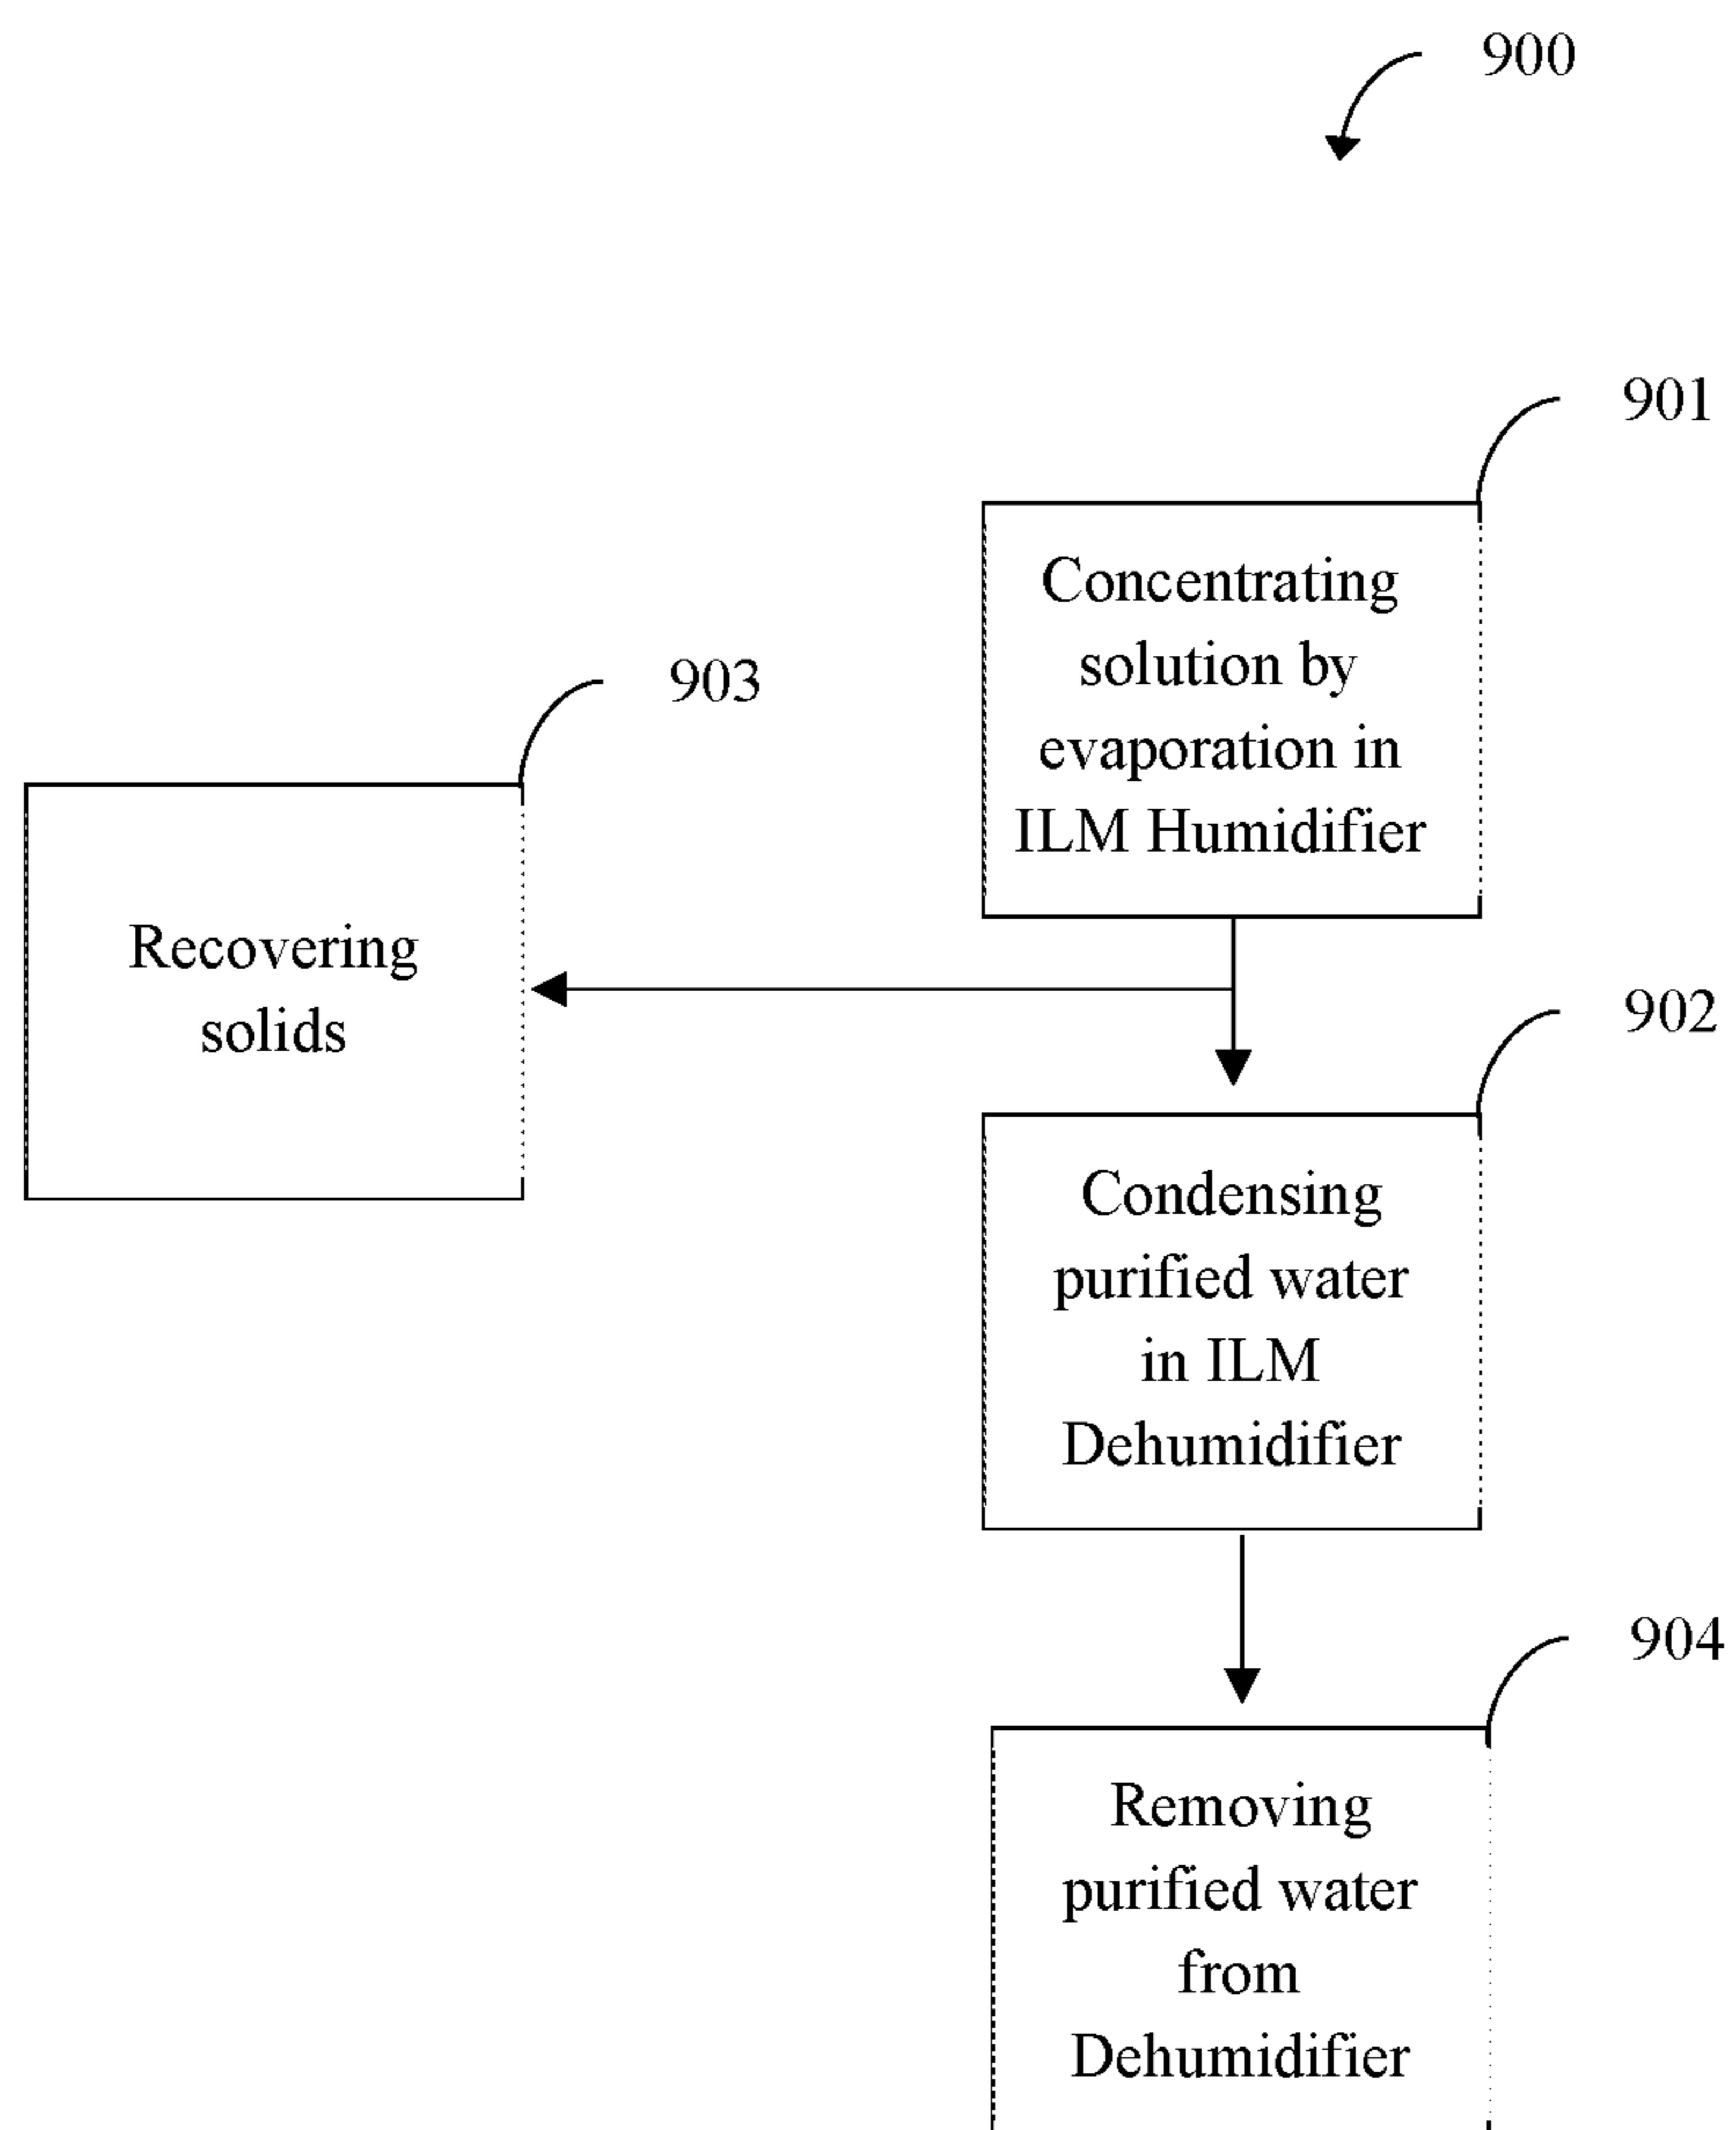 900
901
Concentrating
solution by
evaporation in
ILM Humidifier
903
Recovering
solids
902
Condensing
purified water
in ILM
Dehumidifier
904
Removing
purified water
from
Dehumidifier